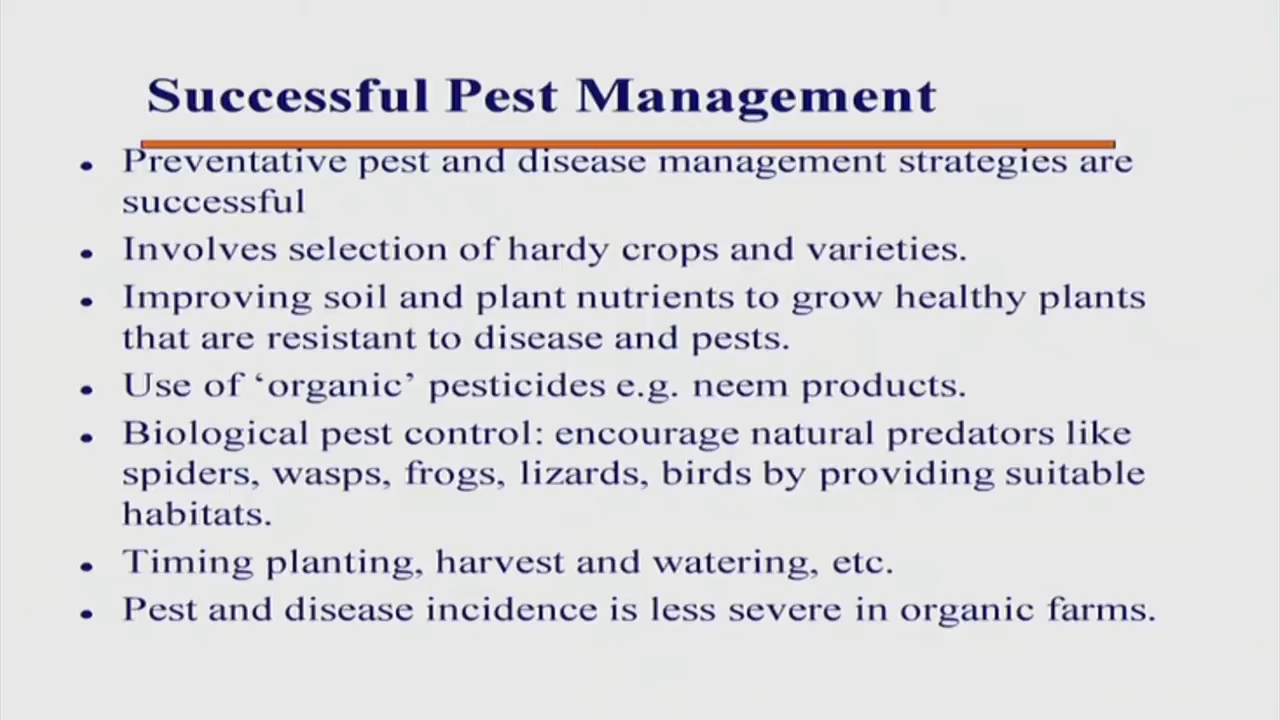 Successful Pest Management
• Preventative pest and disease management strategies are
successful
• Involves selection of hardy crops and varieties.
• Improving soil and plant nutrients to grow healthy plants
that are resistant to disease and pests.
• Use of ‘organic’ pesticides e.g. neem products.
• Biological pest control: encourage natural predators like
spiders, wasps, frogs, lizards, birds by providing suitable
habitats.
• Timing planting, harvest and watering, etc.
• Pest and disease incidence is less severe in organic farms.